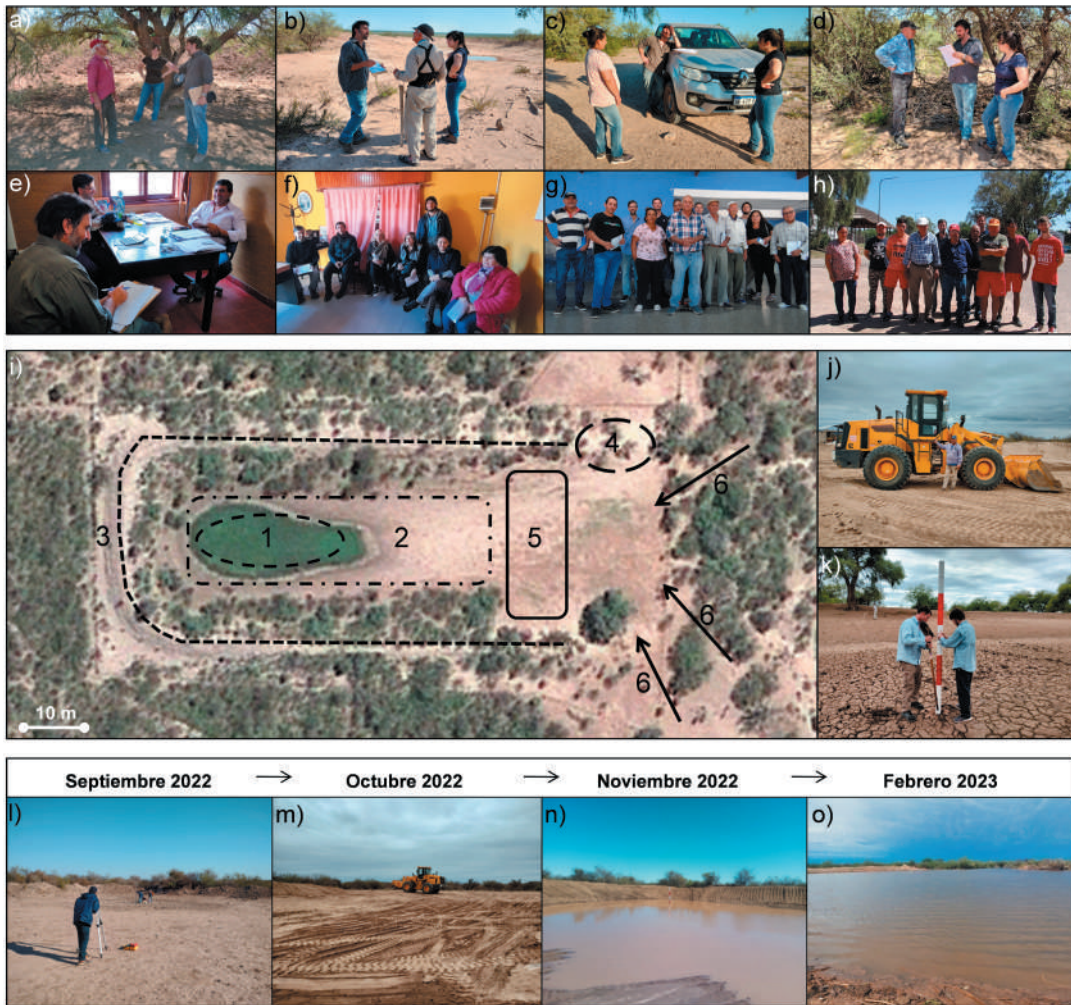 a)
b)
c)
d)
e)
f)
g)
h)
i)
j)
4
6
3
1
2
5
6
6
10 m
k)
Septiembre 2022 → Octubre 2022 → Noviembre 2022 → Febrero 2023
l)
m)
n)
o)